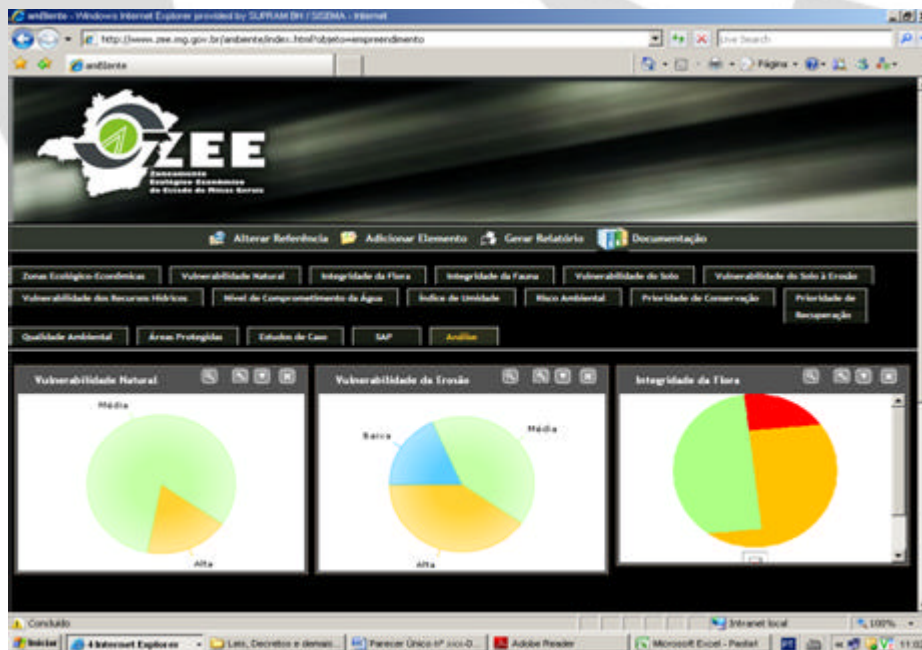 ambiente - Windows Internet Explorer provided by SUPRAM BH / SISEMA - Internet
http://www.zee.mg.gov.br/ambiente/index.html?objeto=empreendimento
Live Search
ambiente
Página
ZEE
Zoneamento
Ecológico-Econômico
do Estado de Minas Gerais
Alterar Referência Adicionar Elemento Gerar Relatório Documentação
Zonas Ecológico-Econômicas Vulnerabilidade Natural Integridade da Flora Integridade da Fauna Vulnerabilidade do Solo Vulnerabilidade do Solo à Erosão
Vulnerabilidade dos Recursos Hídricos Nível de Comprometimento da Água Índice de Umidade Risco Ambiental Prioridade de Conservação Prioridade de
Recuperação
Qualidade Ambiental Áreas Protegidas Estudos de Caso SAP Análise
Vulnerabilidade Natural Vulnerabilidade da Erosão Integridade da Flora
Média
Alta
Baixa
Média
Alta
Concluído
Intranet local
100%
Iniciar
4 Internet Explorer
Leis, Decretos e demais...
Parecer Único nº
Adobe Reader
Microsoft Excel - Pasta1